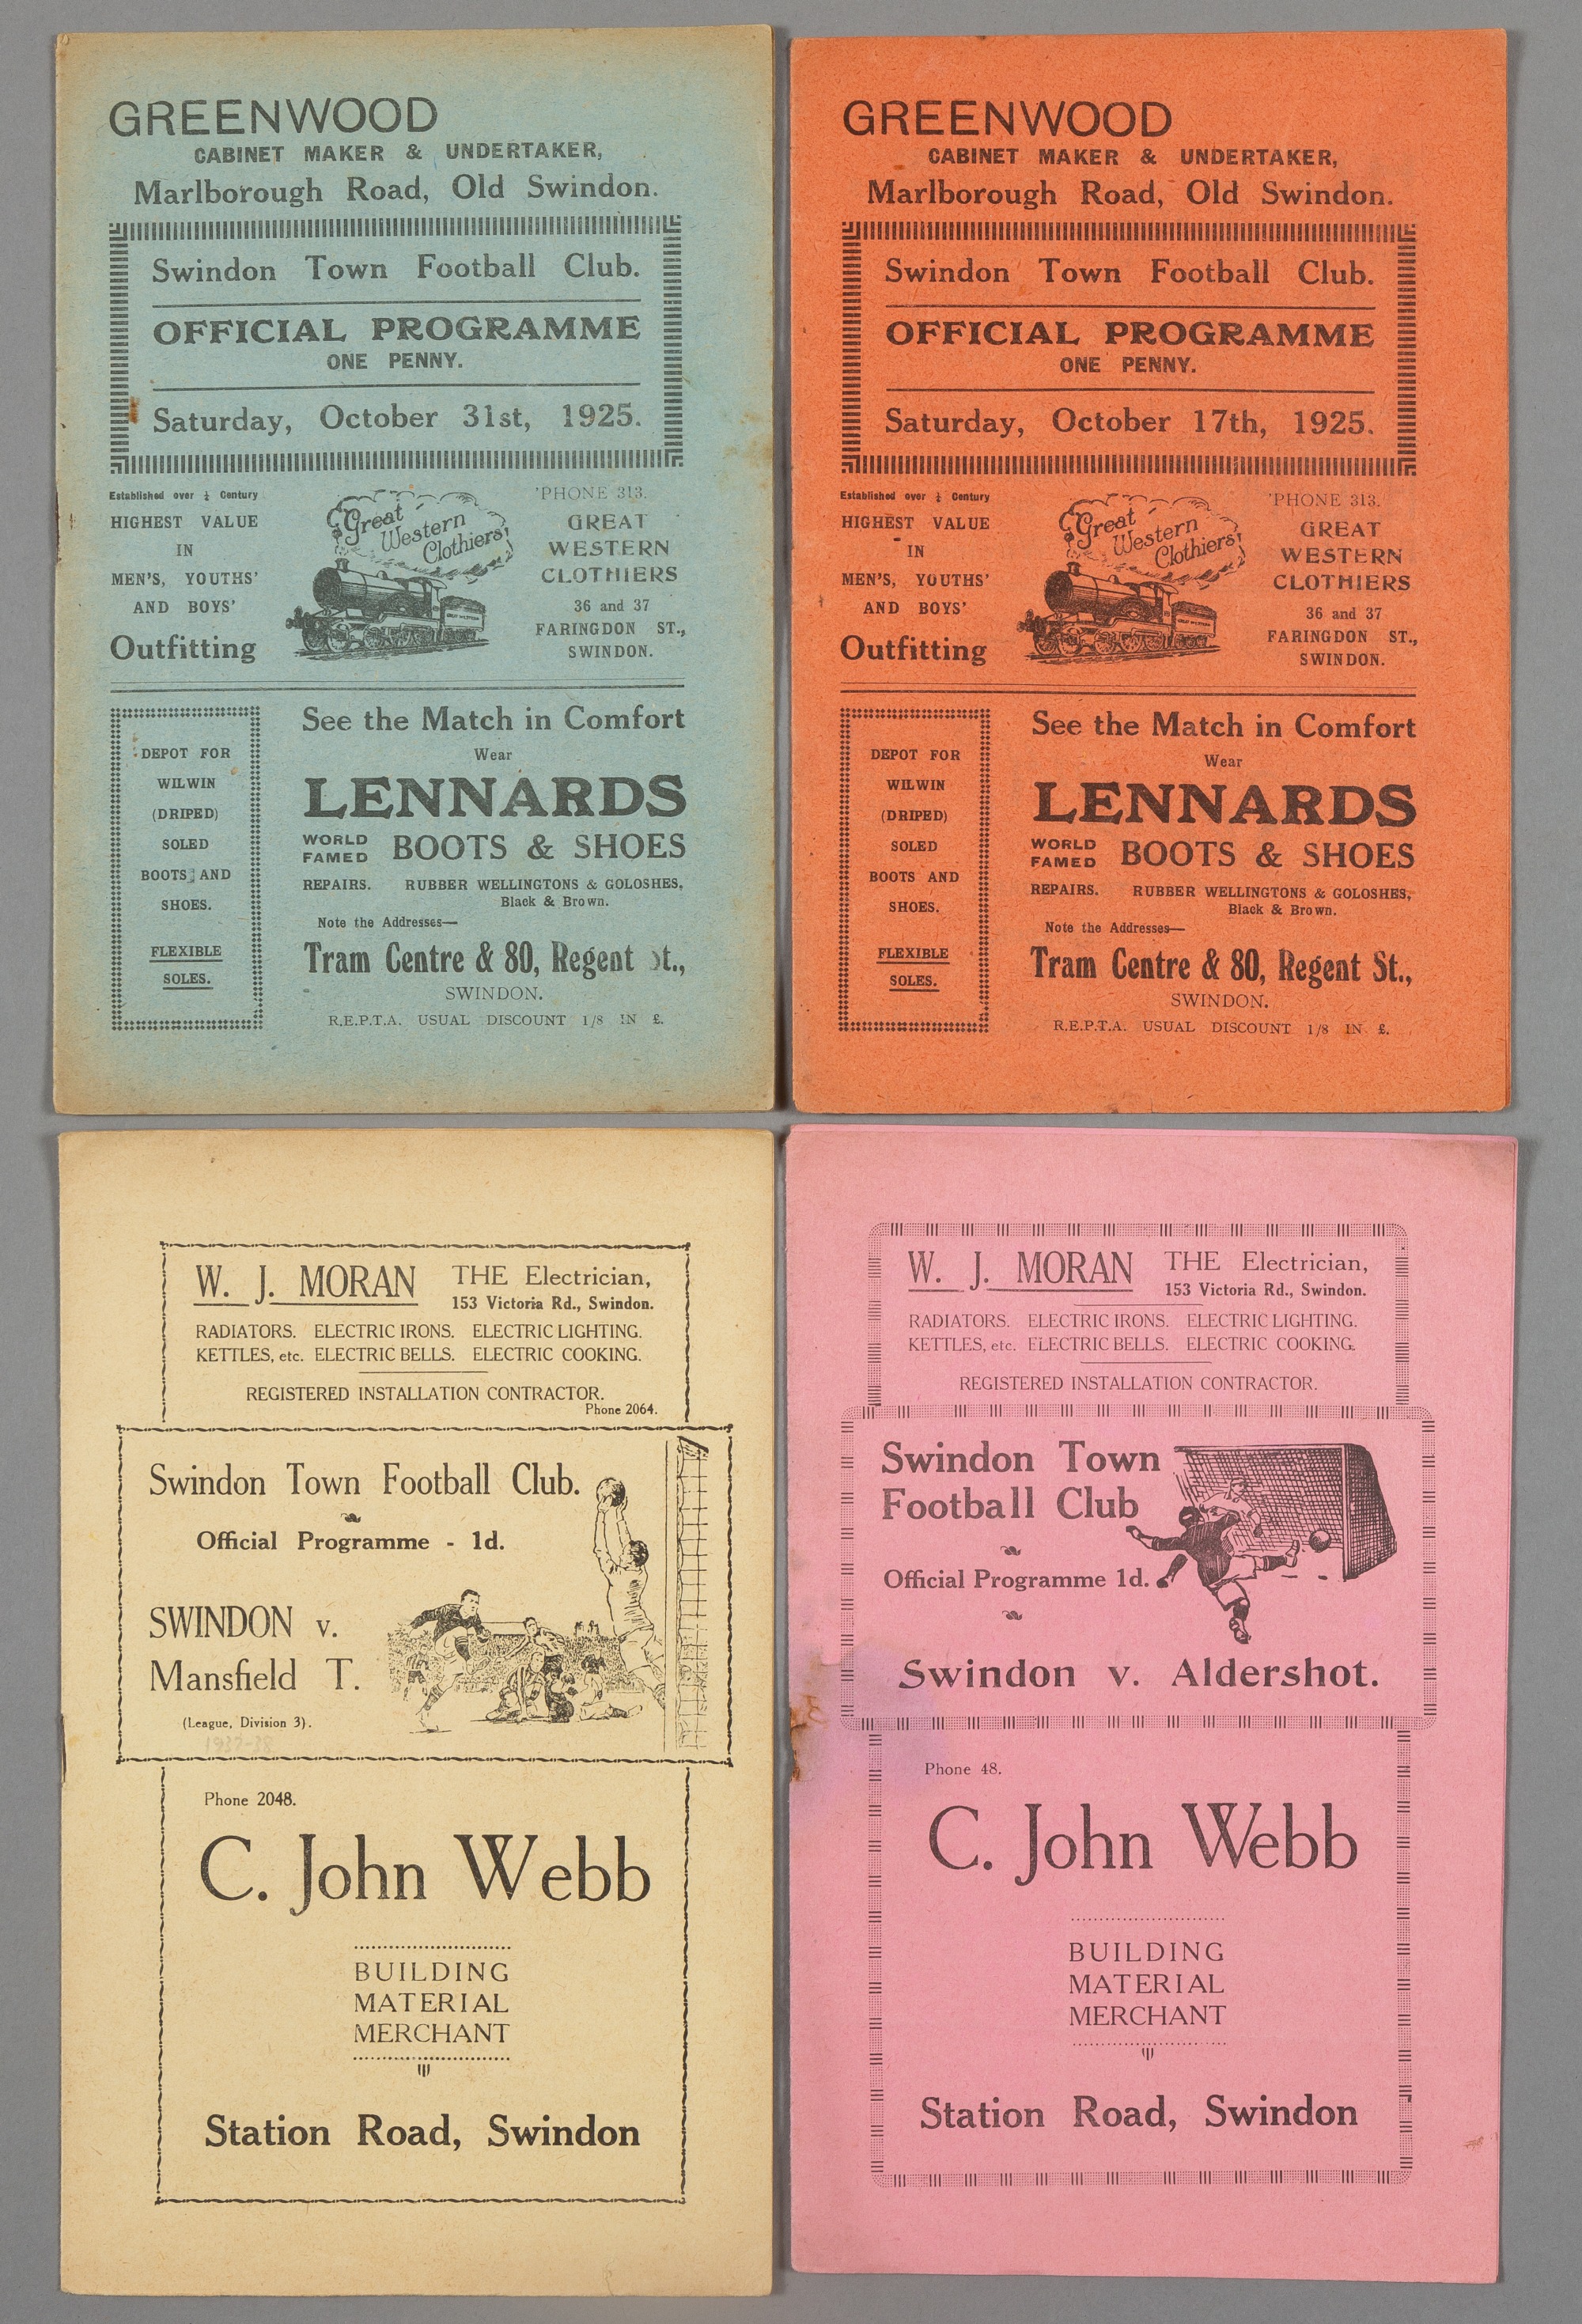 GREENWOOD
CABINET MAKER & UNDERTAKER,
Marlborough Road, Old Swindon.
Swindon Town Football Club.
OFFICIAL PROGRAMME
ONE PENNY.
Saturday, October 31st, 1925.
Established over ½ Century
HIGHEST VALUE
IN
MEN'S, YOUTHS'
AND BOYS'
Outfitting
Great
Western
Clothiers
GREAT WESTERN
'PHONE 313.
GREAT
WESTERN
CLOTHIERS
36 and 37
FARINGDON ST.,
SWINDON.
DEPOT FOR
WILWIN
(DRIPED)
SOLED
BOOTS AND
SHOES.
FLEXIBLE
SOLES.
See the Match in Comfort
Wear
LENNARDS
WORLD FAMED BOOTS & SHOES
REPAIRS. RUBBER WELLINGTONS & GOLOSHES,
Black & Brown.
Note the Addresses—
Tram Centre & 80, Regent St.,
SWINDON.
R.E.P.T.A. USUAL DISCOUNT 1/8 IN £.
GREENWOOD
CABINET MAKER & UNDERTAKER,
Marlborough Road, Old Swindon.
Swindon Town Football Club.
OFFICIAL PROGRAMME
ONE PENNY.
Saturday, October 17th, 1925.
Established over ½ Century
HIGHEST VALUE
IN
MEN'S, YOUTHS'
AND BOYS'
Outfitting
Great
Western
Clothiers
GREAT WESTERN
'PHONE 313.
GREAT
WESTERN
CLOTHIERS
36 and 37
FARINGDON ST.,
SWINDON.
DEPOT FOR
WILWIN
(DRIPED)
SOLED
BOOTS AND
SHOES.
FLEXIBLE
SOLES.
See the Match in Comfort
Wear
LENNARDS
WORLD FAMED BOOTS & SHOES
REPAIRS. RUBBER WELLINGTONS & GOLOSHES,
Black & Brown.
Note the Addresses—
Tram Centre & 80, Regent St.,
SWINDON.
R.E.P.T.A. USUAL DISCOUNT 1/8 IN £.
W. J. MORAN THE Electrician,
153 Victoria Rd., Swindon.
RADIATORS. ELECTRIC IRONS. ELECTRIC LIGHTING.
KETTLES, etc. ELECTRIC BELLS. ELECTRIC COOKING.
REGISTERED INSTALLATION CONTRACTOR.
Phone 2064.
Swindon Town Football Club.
Official Programme - 1d.
SWINDON v.
Mansfield T.
(League, Division 3).
1937-38
Phone 2048.
C. John Webb
BUILDING
MATERIAL
MERCHANT
Station Road, Swindon
W. J. MORAN THE Electrician,
153 Victoria Rd., Swindon.
RADIATORS. ELECTRIC IRONS. ELECTRIC LIGHTING.
KETTLES, etc. ELECTRIC BELLS. ELECTRIC COOKING.
REGISTERED INSTALLATION CONTRACTOR.
Swindon Town
Football Club
Official Programme 1d.
Swindon v. Aldershot.
Phone 48.
C. John Webb
BUILDING
MATERIAL
MERCHANT
Station Road, Swindon